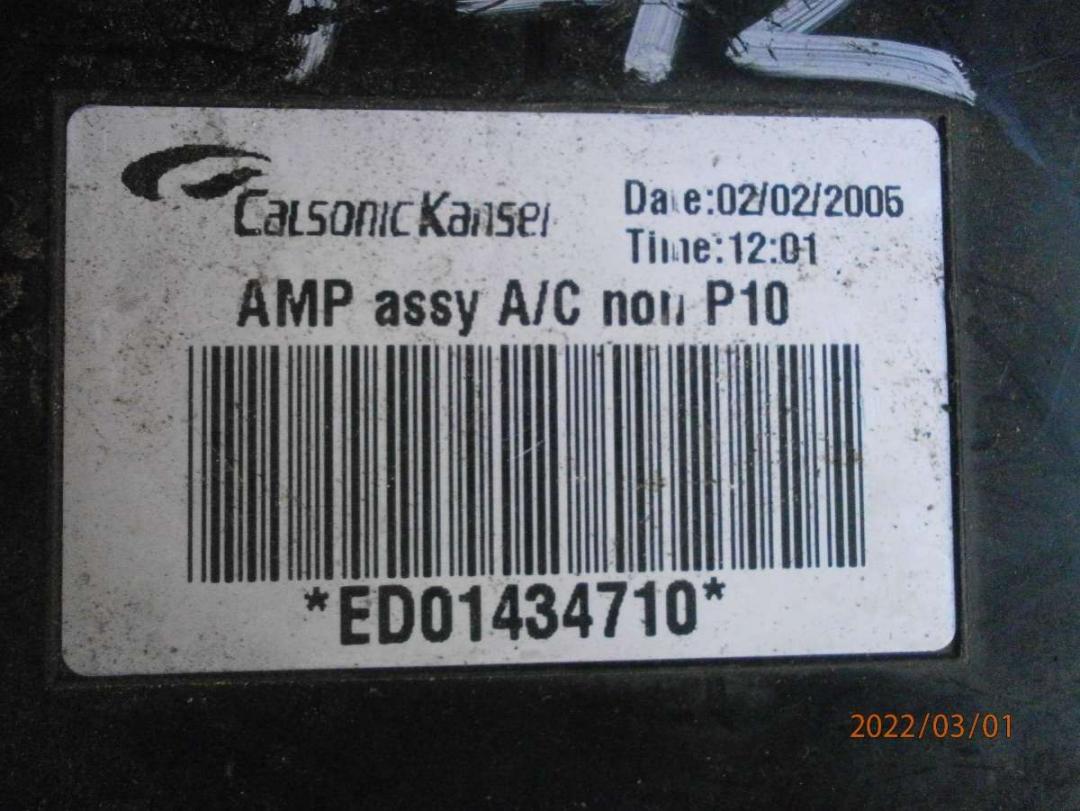 CalsonicKansei
Date:02/02/2005
Time:12:01
AMP assy A/C non P10
*ED01434710*
2022/03/01